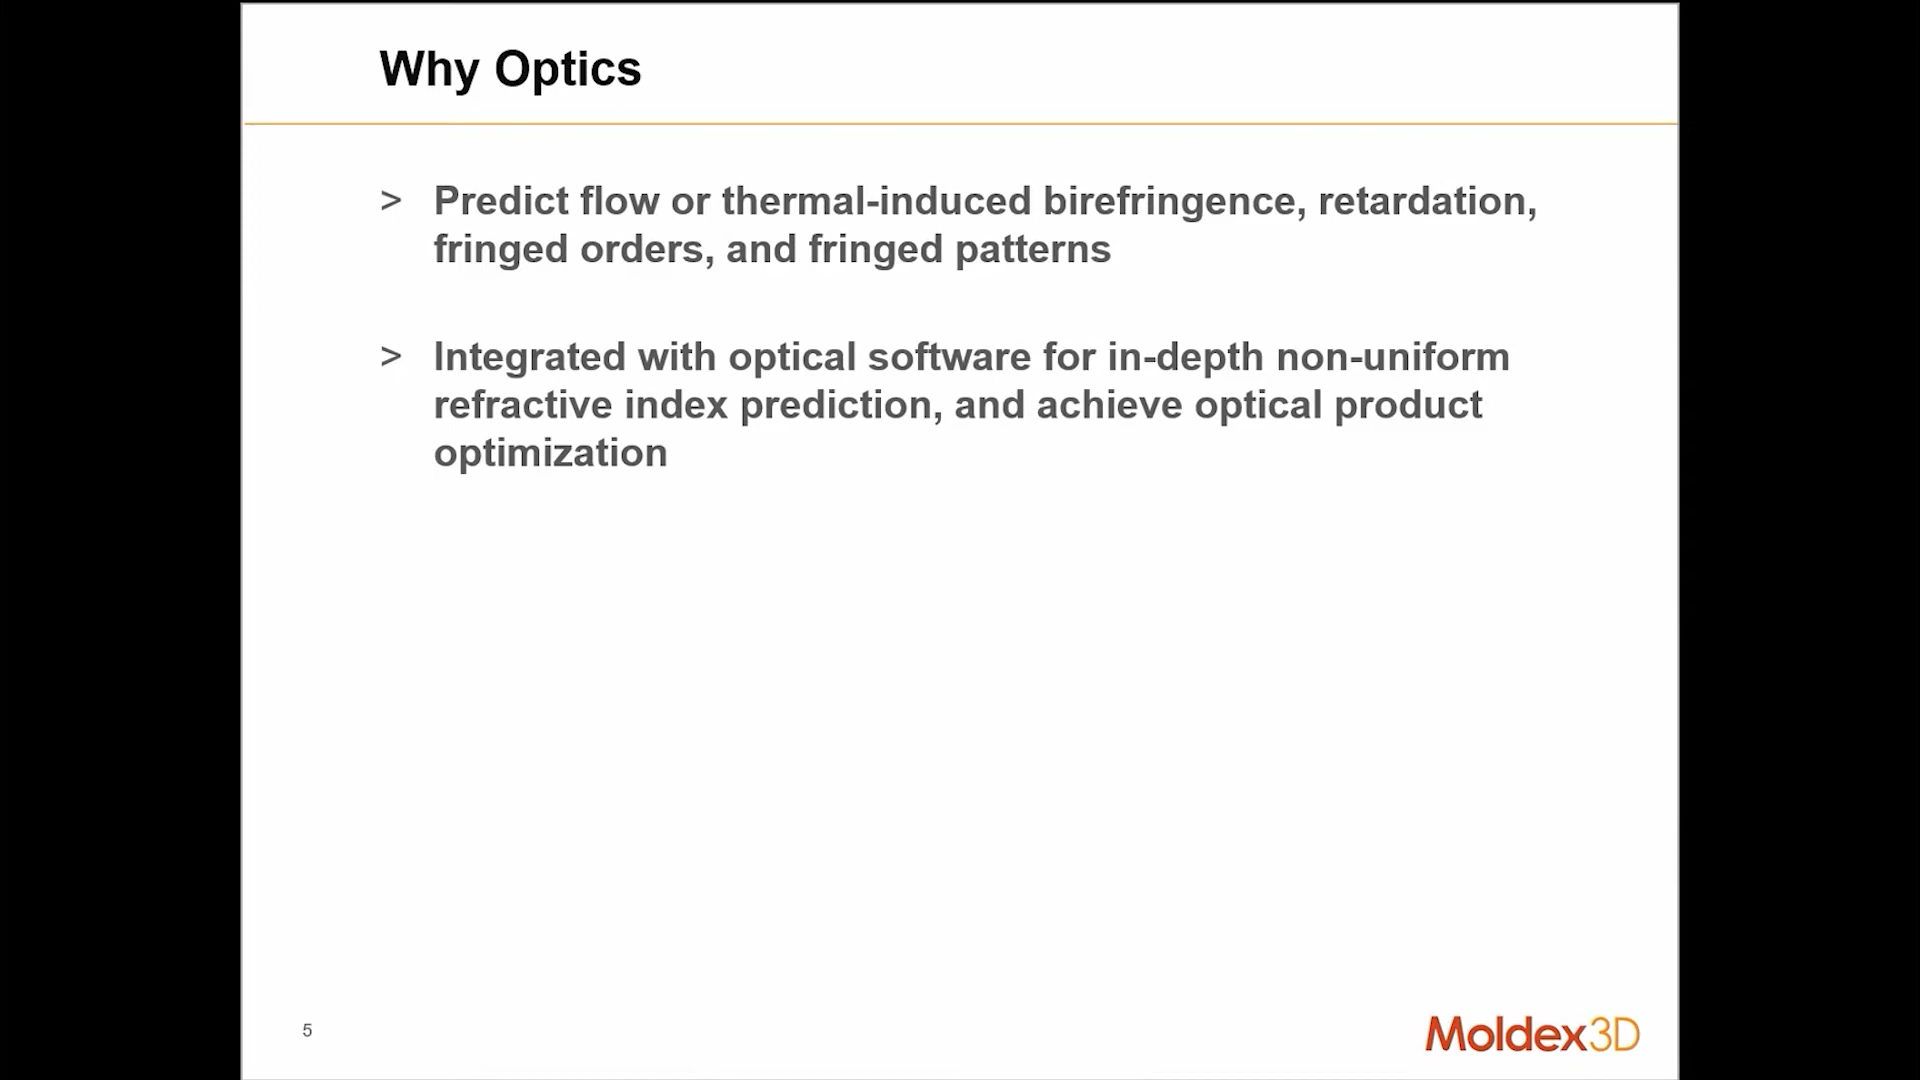 Why Optics
> Predict flow or thermal-induced birefringence, retardation,
fringed orders, and fringed patterns
> Integrated with optical software for in-depth non-uniform
refractive index prediction, and achieve optical product
optimization
5
Moldex3D